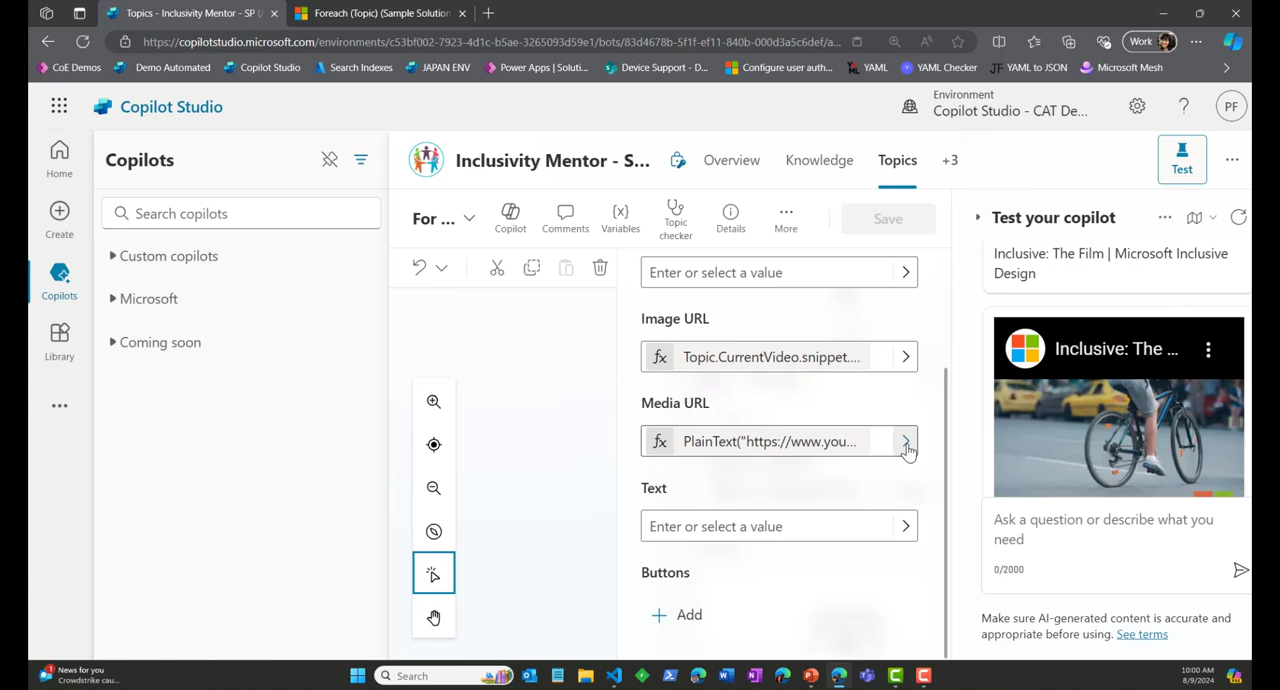 Topics - Inclusivity Mentor - SP (/
Foreach (Topic) (Sample Solution
https://copilotstudio.microsoft.com/environments/c53bf002-7923-4d1c-b5ae-3265093d59e1/bots/83d4678b-5f1f-ef11-840b-000d3a5c6def/a...
Work
CoE Demos
Demo Automated
Copilot Studio
Search Indexes
JAPAN ENV
Power Apps | Soluti...
Device Support - D...
Configure user auth...
YAML
YAML Checker
JF YAML to JSON
Microsoft Mesh
Copilot Studio
Environment
Copilot Studio - CAT De...
PF
Home
Create
Copilots
Library
Copilots
Search copilots
Custom copilots
Microsoft
Coming soon
Inclusivity Mentor - S...
Overview
Knowledge
Topics
+3
Test
For ...
Copilot
Comments
Variables
Topic
checker
Details
More
Save
Enter or select a value
Image URL
fx Topic.CurrentVideo.snippet....
Media URL
fx PlainText("https://www.you...
Text
Enter or select a value
Buttons
Add
Test your copilot
Inclusive: The Film | Microsoft Inclusive
Design
Inclusive: The ...
Ask a question or describe what you
need
0/2000
Make sure AI-generated content is accurate and
appropriate before using. See terms
1
News for you
Crowdstrike cau...
Search
10:00 AM
8/9/2024